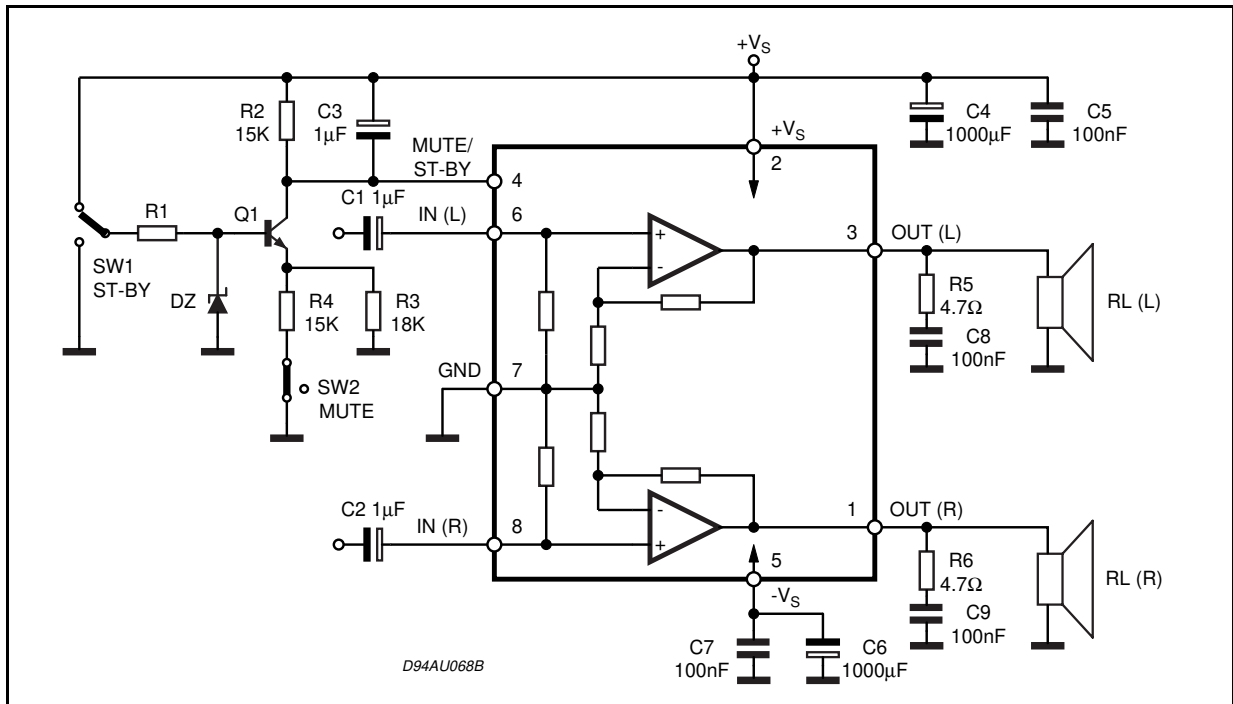 +VS
R2
15K
C3
1µF
C4
1000µF
C5
100nF
MUTE/
ST-BY
+VS
2
4
C1 1µF
IN (L)
6
R1
Q1
+
-
3
OUT (L)
SW1
ST-BY
DZ
R4
15K
R3
18K
R5
4.7Ω
C8
100nF
RL (L)
GND
7
SW2
MUTE
C2 1µF
IN (R)
8
-
+
1
OUT (R)
5
-VS
R6
4.7Ω
C9
100nF
RL (R)
C7
100nF
C6
1000µF
D94AU068B